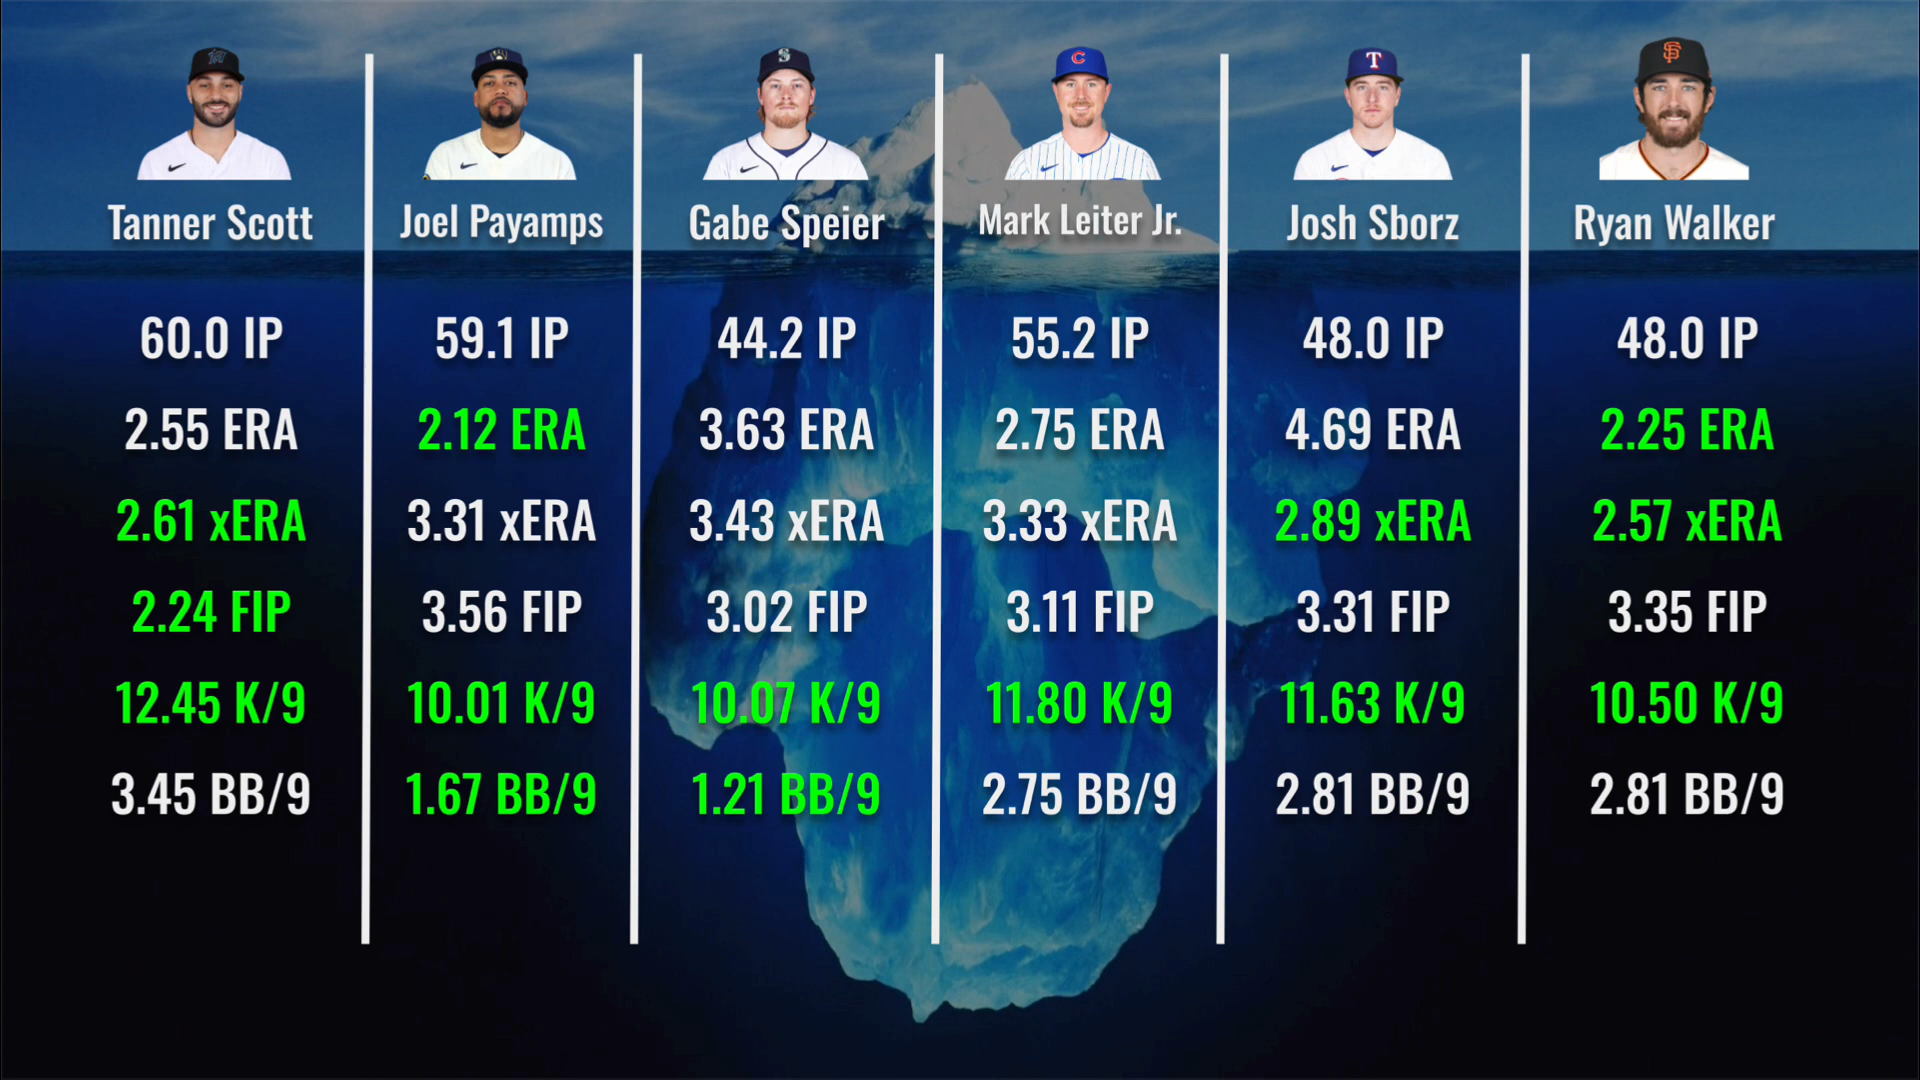 Tanner Scott
60.0 IP
2.55 ERA
2.61 xERA
2.24 FIP
12.45 K/9
3.45 BB/9
Joel Payamps
59.1 IP
2.12 ERA
3.31 xERA
3.56 FIP
10.01 K/9
1.67 BB/9
S
Gabe Speier
44.2 IP
3.63 ERA
3.43 xERA
3.02 FIP
10.07 K/9
1.21 BB/9
C
Mark Leiter Jr.
55.2 IP
2.75 ERA
3.33 xERA
3.11 FIP
11.80 K/9
2.75 BB/9
T
Josh Sborz
48.0 IP
4.69 ERA
2.89 xERA
3.31 FIP
11.63 K/9
2.81 BB/9
SF
Ryan Walker
48.0 IP
2.25 ERA
2.57 xERA
3.35 FIP
10.50 K/9
2.81 BB/9